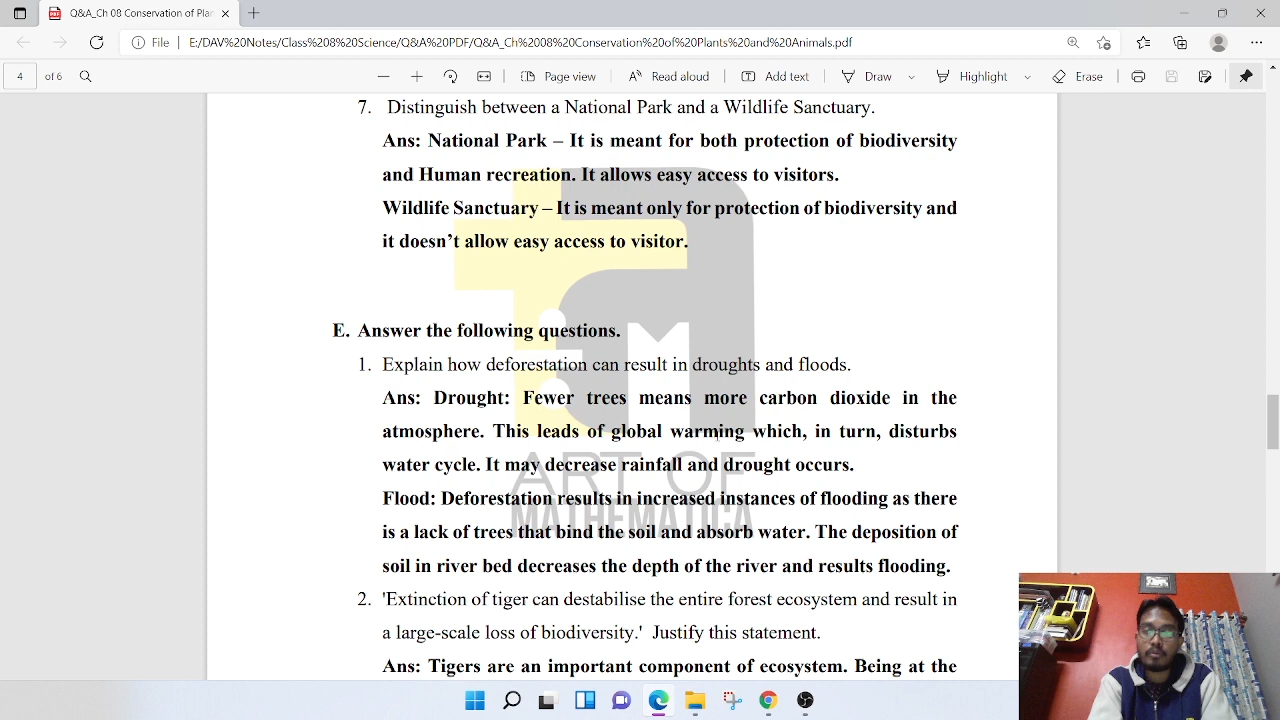 Q&A_Ch 08 Conservation of Pla
File
E:/DAV%20Notes/Class%208%20Science/Q&A%20PDF/Q&A_Ch%2008%20Conservation%20of%20Plants%20and%20Animals.pdf
4 of 6
Page view
Read aloud
Add text
Draw
Highlight
Erase
7. Distinguish between a National Park and a Wildlife Sanctuary.
Ans: National Park – It is meant for both protection of biodiversity
and Human recreation. It allows easy access to visitors.
Wildlife Sanctuary – It is meant only for protection of biodiversity and
it doesn’t allow easy access to visitor.
E. Answer the following questions.
1. Explain how deforestation can result in droughts and floods.
Ans: Drought: Fewer trees means more carbon dioxide in the
atmosphere. This leads of global warming which, in turn, disturbs
water cycle. It may decrease rainfall and drought occurs.
ART OF
Flood: Deforestation results in increased instances of flooding as there
MATHEMATICA
is a lack of trees that bind the soil and absorb water. The deposition of
soil in river bed decreases the depth of the river and results flooding.
2. 'Extinction of tiger can destabilise the entire forest ecosystem and result in
a large-scale loss of biodiversity.' Justify this statement.
Ans: Tigers are an important component of ecosystem. Being at the